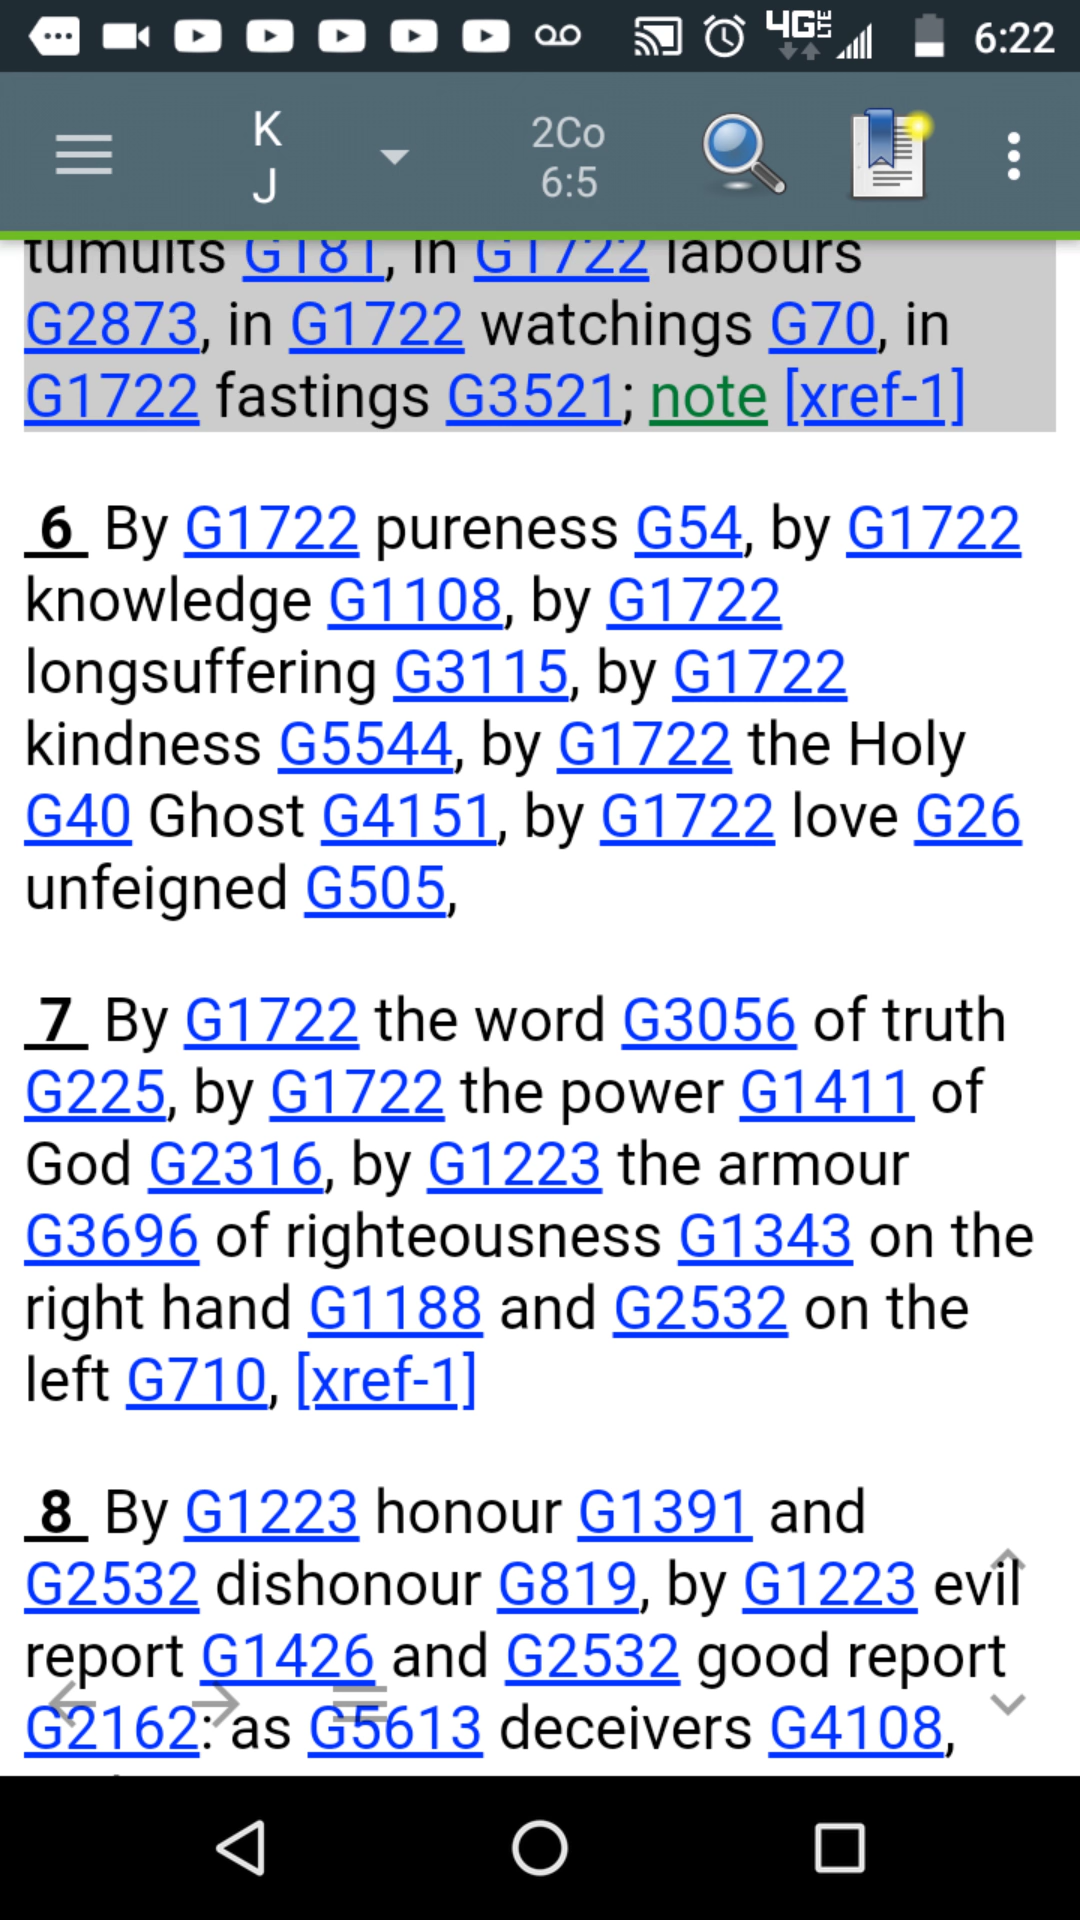 4G LTE 6:22
K
J
2Co
6:5
tumults G181, in G1722 labours
G2873, in G1722 watchings G70, in
G1722 fastings G3521; note [xref-1]
6 By G1722 pureness G54, by G1722
knowledge G1108, by G1722
longsuffering G3115, by G1722
kindness G5544, by G1722 the Holy
G40 Ghost G4151, by G1722 love G26
unfeigned G505,
7 By G1722 the word G3056 of truth
G225, by G1722 the power G1411 of
God G2316, by G1223 the armour
G3696 of righteousness G1343 on the
right hand G1188 and G2532 on the
left G710, [xref-1]
8 By G1223 honour G1391 and
G2532 dishonour G819, by G1223 evil
report G1426 and G2532 good report
G2162: as G5613 deceivers G4108,